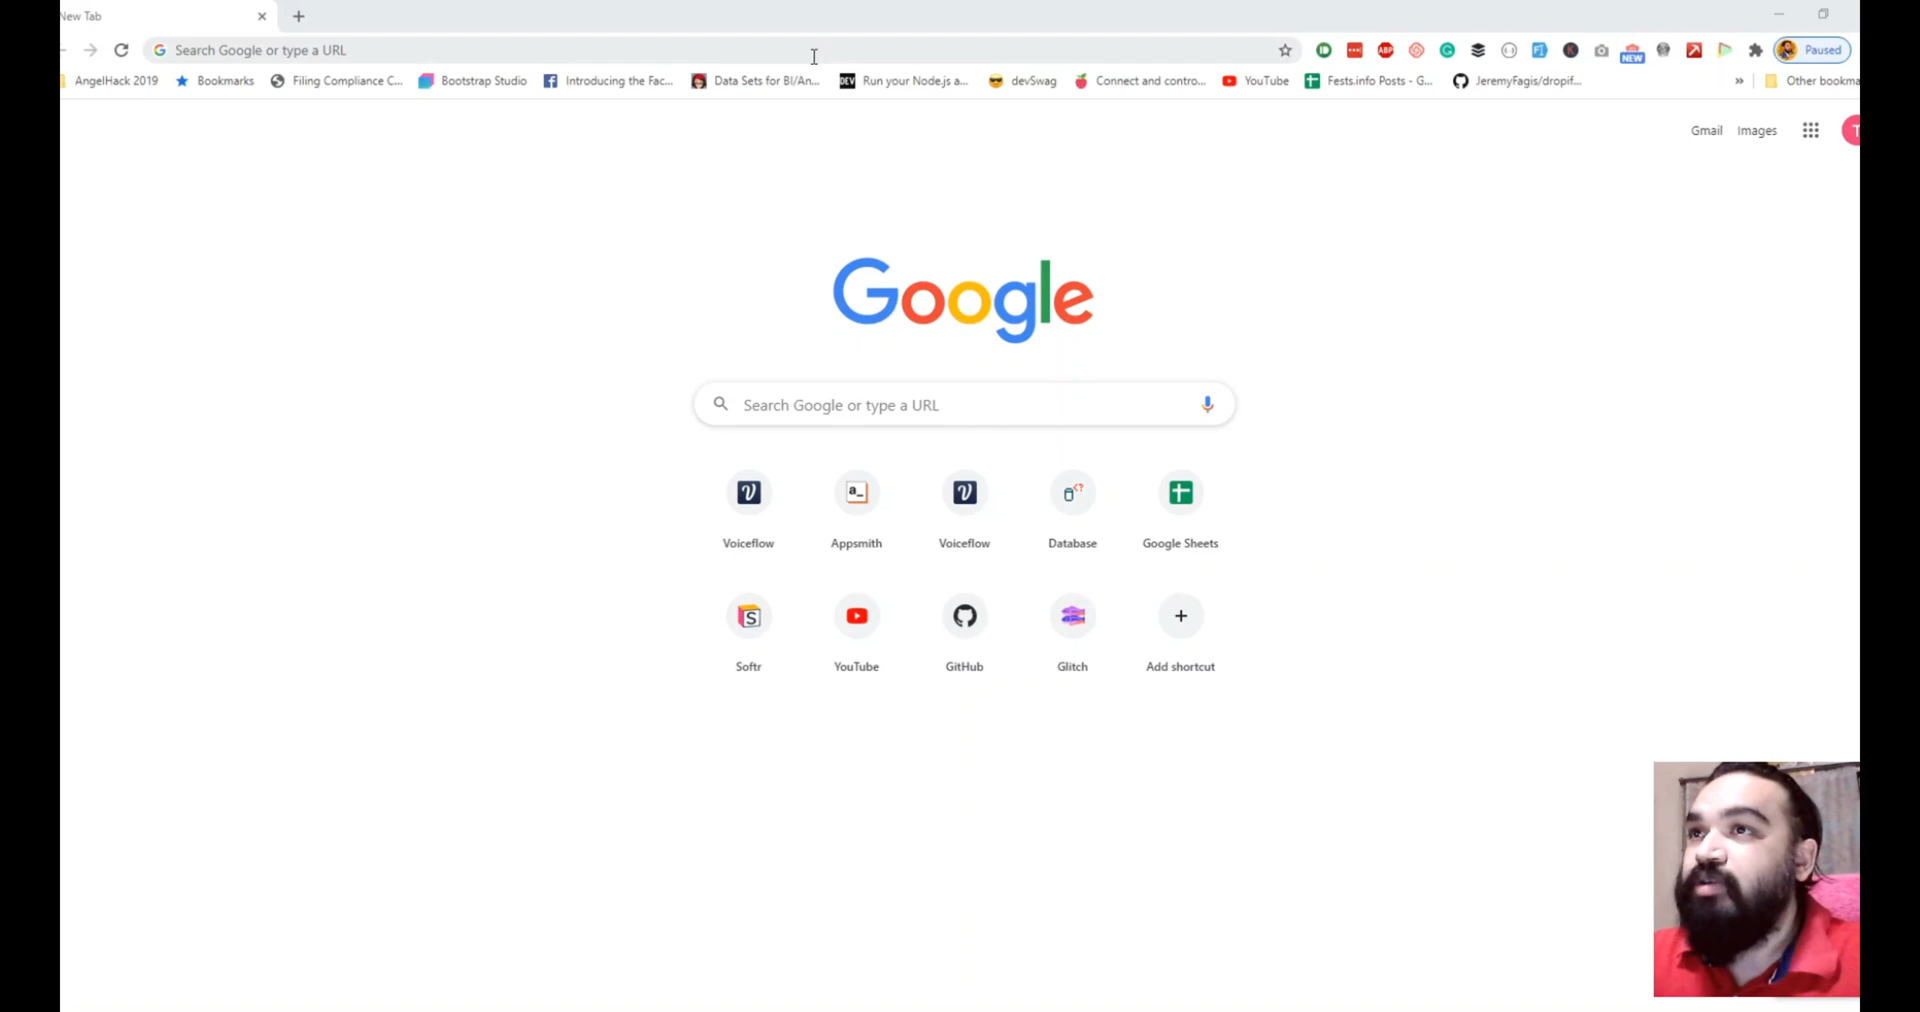 New Tab
Search Google or type a URL
Paused
NEW
AngelHack 2019
Bookmarks
Filing Compliance C...
Bootstrap Studio
Introducing the Fac...
Data Sets for BI/An...
DEV
Run your Node.js a...
devSwag
Connect and contro...
YouTube
Fests.info Posts - G...
JeremyFagis/dropif...
»
Other bookma
Gmail
Images
T
Google
Search Google or type a URL
Voiceflow
Appsmith
Voiceflow
Database
Google Sheets
Softr
YouTube
GitHub
Glitch
Add shortcut